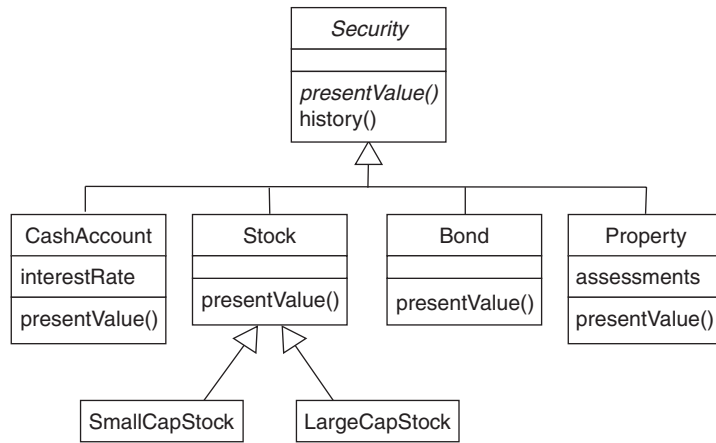 Security
presentValue()
history()
CashAccount
interestRate
presentValue()
Stock
presentValue()
Bond
presentValue()
Property
assessments
presentValue()
SmallCapStock
LargeCapStock